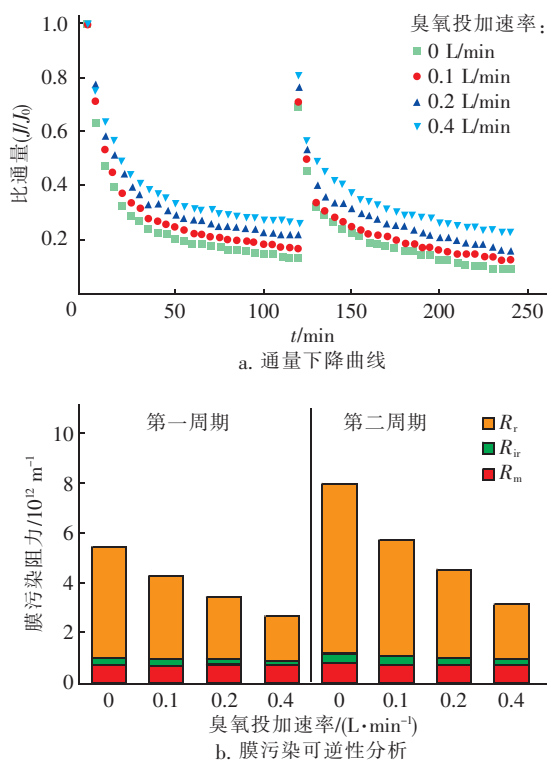 臭氧投加速率：
0 L/min
0.1 L/min
0.2 L/min
0.4 L/min
比通量(J/J₀)
1.0
0.8
0.6
0.4
0.2
50
100
150
200
250
t/min
a. 通量下降曲线
第一周期
第二周期
Rᵣ
Rᵢᵣ
Rₘ
膜污染阻力/10¹² m⁻¹
10
8
6
4
2
0
0 0.1 0.2 0.4 0 0.1 0.2 0.4
臭氧投加速率/(L·min⁻¹)
b. 膜污染可逆性分析